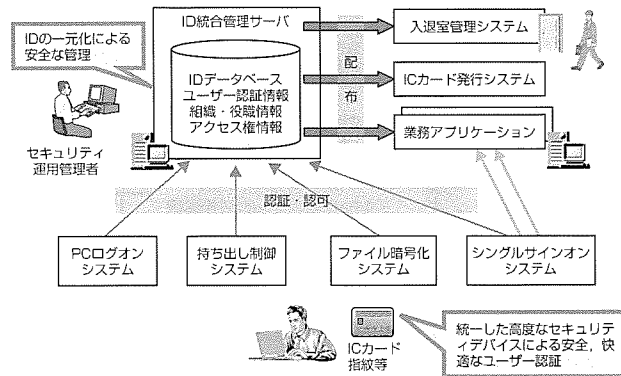 ID統合管理サーバ
IDの一元化による
安全な管理
IDデータベース
ユーザー認証情報
組織・役職情報
アクセス権情報
セキュリティ
運用管理者
配
布
入退室管理システム
ICカード発行システム
業務アプリケーション
認証・認可
PCログオン
システム
持ち出し制御
システム
ファイル暗号化
システム
シングルサインオン
システム
ICカード
指紋等
統一した高度なセキュリ
ティデバイスによる安全，快
適なユーザー認証